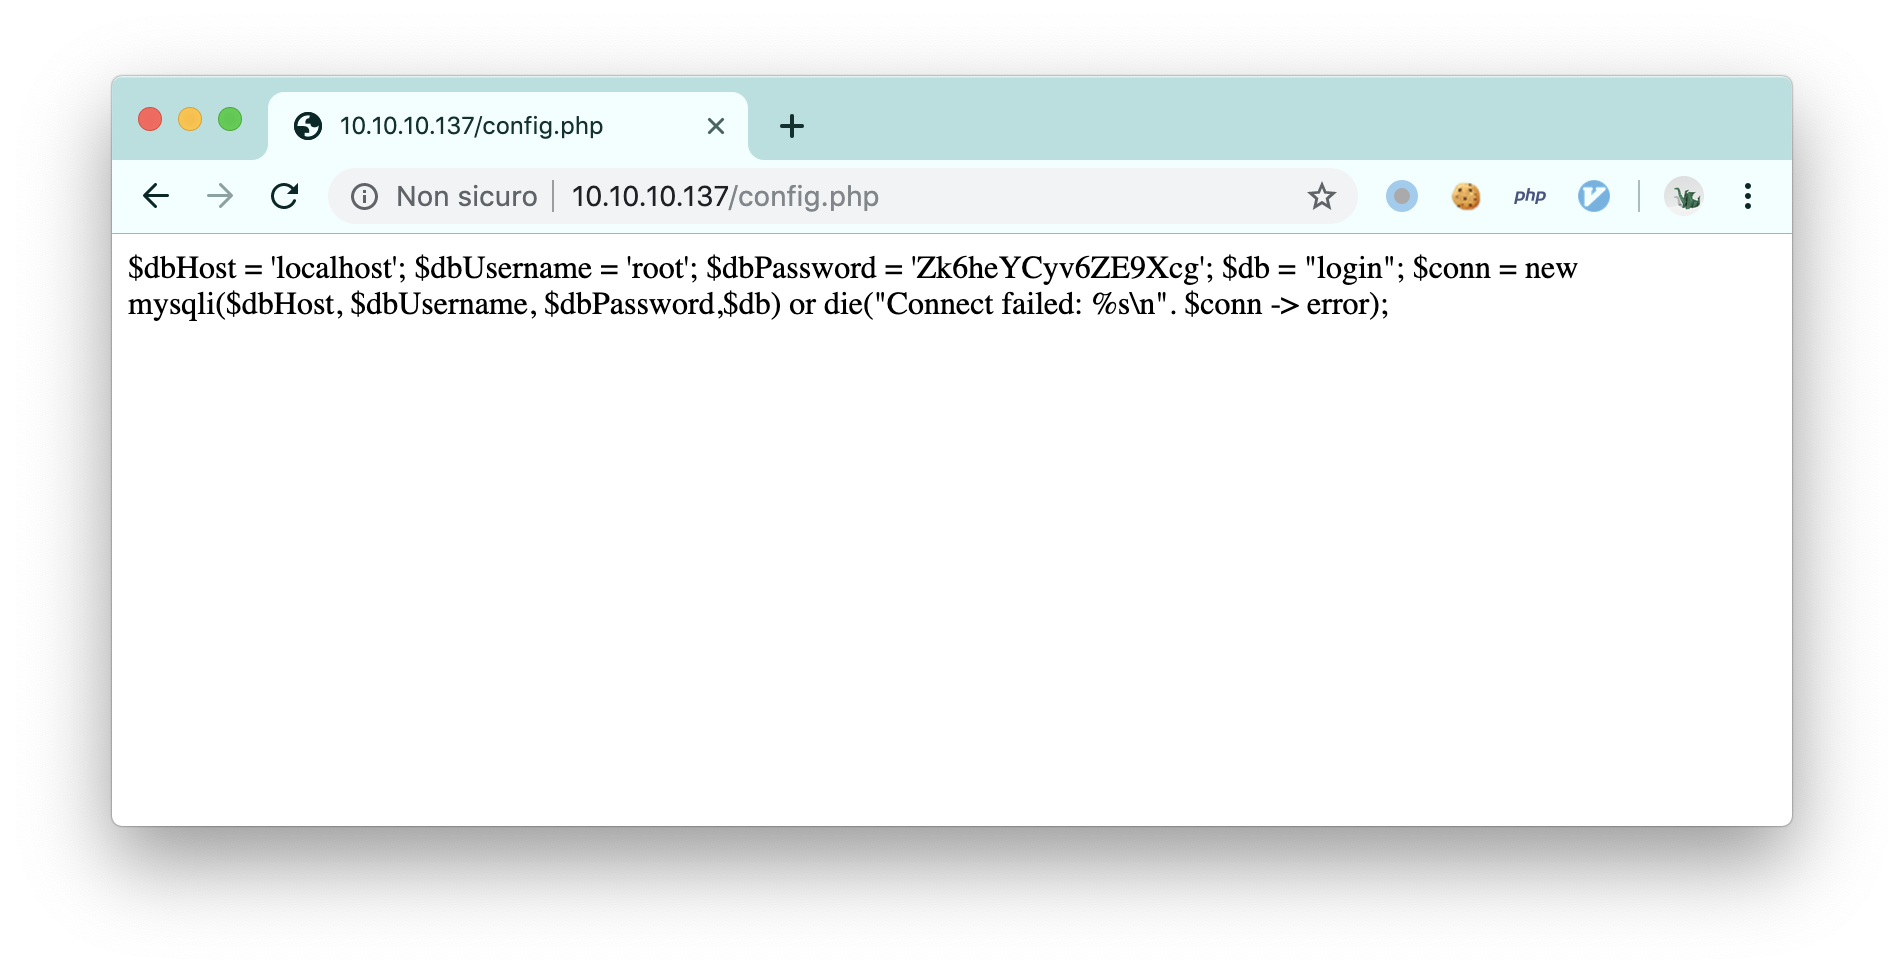 10.10.10.137/config.php
Non sicuro 10.10.10.137/config.php
php
$dbHost = 'localhost'; $dbUsername = 'root'; $dbPassword = 'Zk6heYCyv6ZE9Xcg'; $db = "login"; $conn = new
mysqli($dbHost, $dbUsername, $dbPassword,$db) or die("Connect failed: %s\n". $conn -> error);